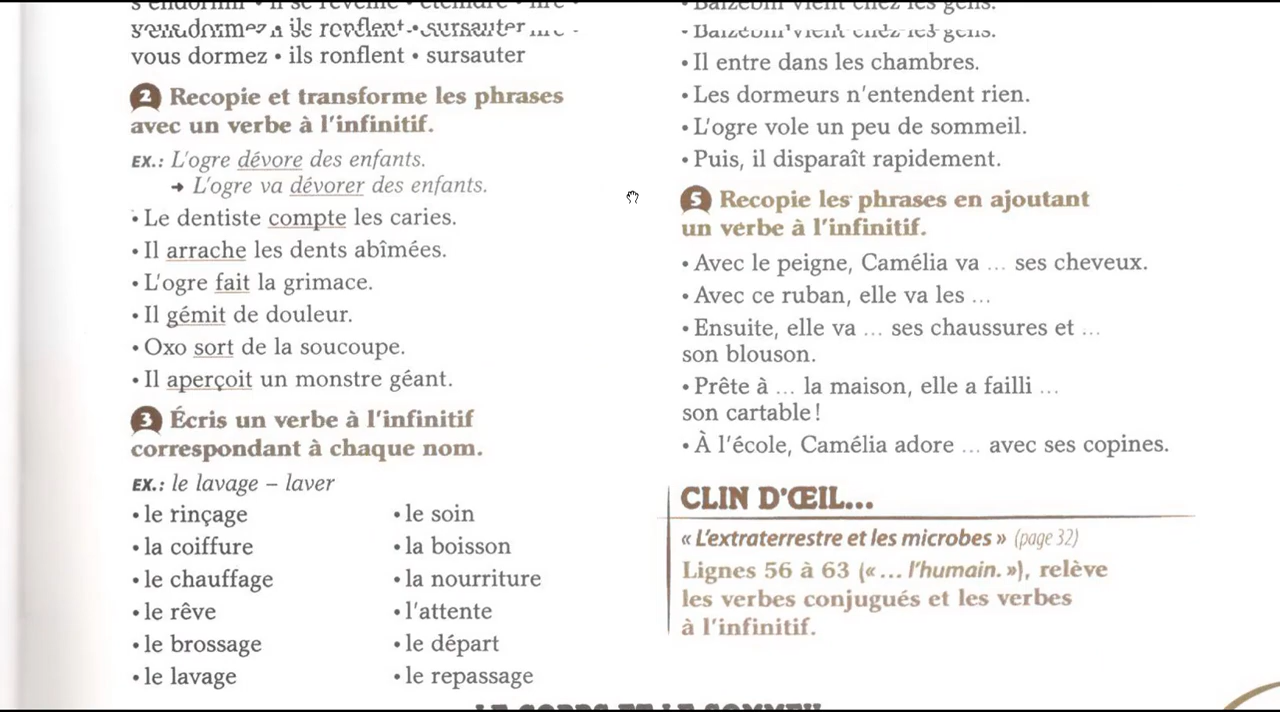 vous dormez • ils ronflent • sursauter
2 Recopie et transforme les phrases
avec un verbe à l'infinitif.
EX.: L'ogre dévore des enfants.
➜ L'ogre va dévorer des enfants.
• Le dentiste compte les caries.
• Il arrache les dents abîmées.
• L'ogre fait la grimace.
• Il gémit de douleur.
• Oxo sort de la soucoupe.
• Il aperçoit un monstre géant.
3 Écris un verbe à l'infinitif
correspondant à chaque nom.
EX.: le lavage – laver
• le rinçage
• la coiffure
• le chauffage
• le rêve
• le brossage
• le lavage
• le soin
• la boisson
• la nourriture
• l'attente
• le départ
• le repassage
• Balzébin vient chez les gens.
• Il entre dans les chambres.
• Les dormeurs n'entendent rien.
• L'ogre vole un peu de sommeil.
• Puis, il disparaît rapidement.
5 Recopie les phrases en ajoutant
un verbe à l'infinitif.
• Avec le peigne, Camélia va … ses cheveux.
• Avec ce ruban, elle va les …
• Ensuite, elle va … ses chaussures et …
son blouson.
• Prête à … la maison, elle a failli …
son cartable !
• À l'école, Camélia adore … avec ses copines.
CLIN D'ŒIL...
« L'extraterrestre et les microbes » (page 32)
Lignes 56 à 63 (« ... l'humain. »), relève
les verbes conjugués et les verbes
à l'infinitif.